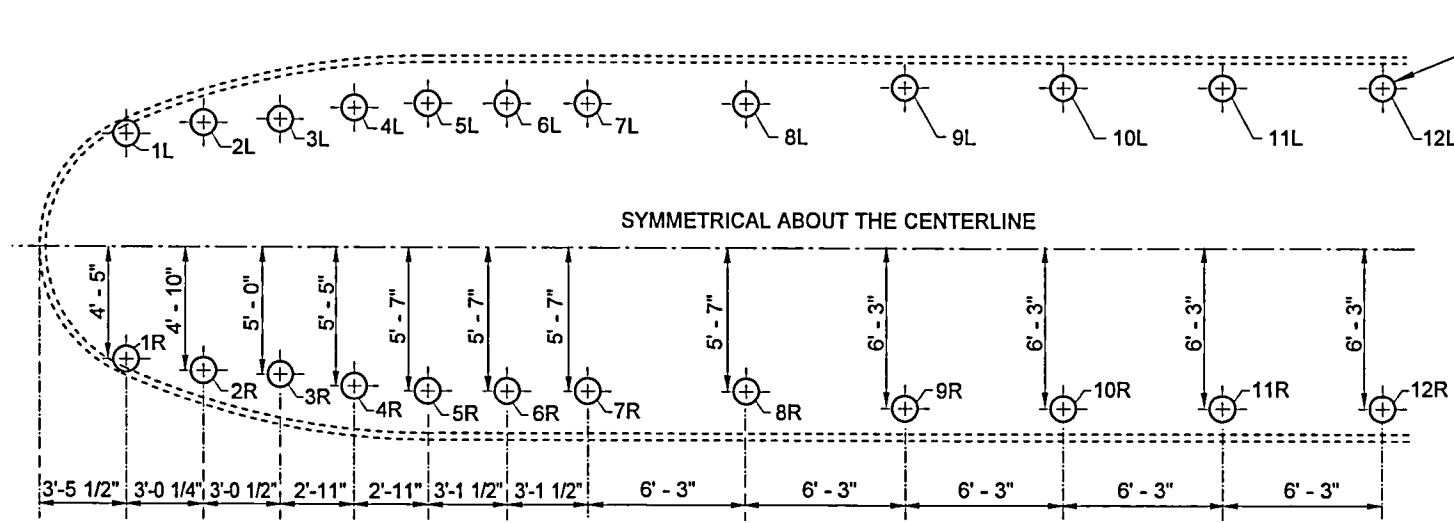 1L 2L 3L 4L 5L 6L 7L 8L 9L 10L 11L 12L
SYMMETRICAL ABOUT THE CENTERLINE
4' - 5" 4' - 10" 5' - 0" 5' - 5" 5' - 7" 5' - 7" 5' - 7" 5' - 7" 6' - 3" 6' - 3" 6' - 3" 6' - 3"
1R 2R 3R 4R 5R 6R 7R 8R 9R 10R 11R 12R
3'-5 1/2" 3'-0 1/4" 3'-0 1/2" 2'-11" 2'-11" 3'-1 1/2" 3'-1 1/2" 6' - 3" 6' - 3" 6' - 3" 6' - 3" 6' - 3"